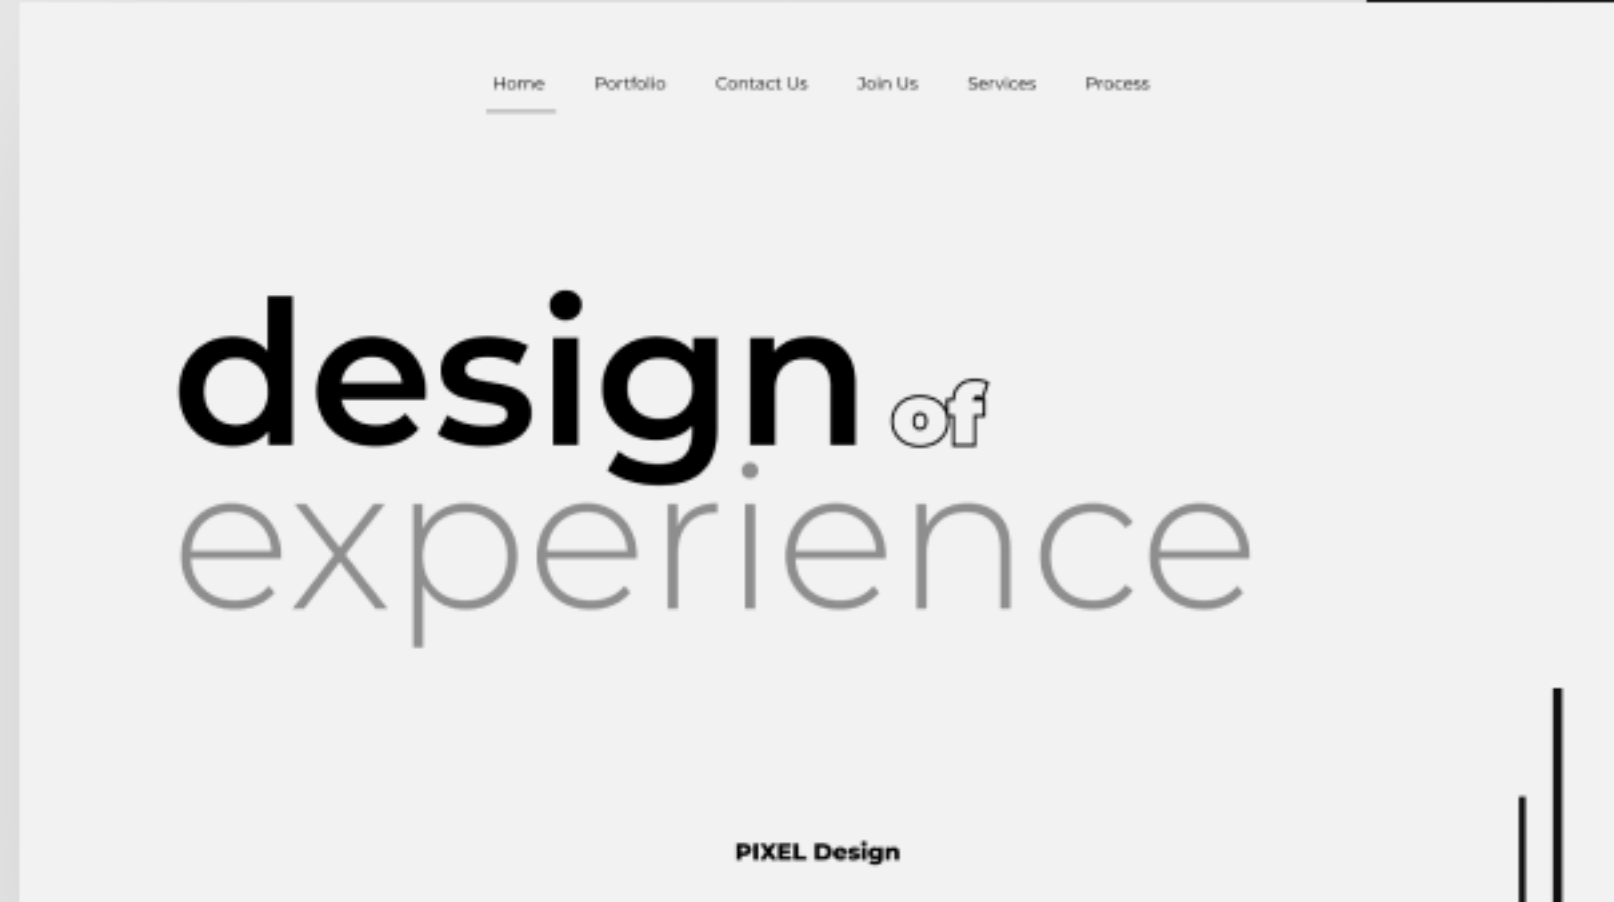 Home Portfolio Contact Us Join Us Services Process
design of
experience
PIXEL Design